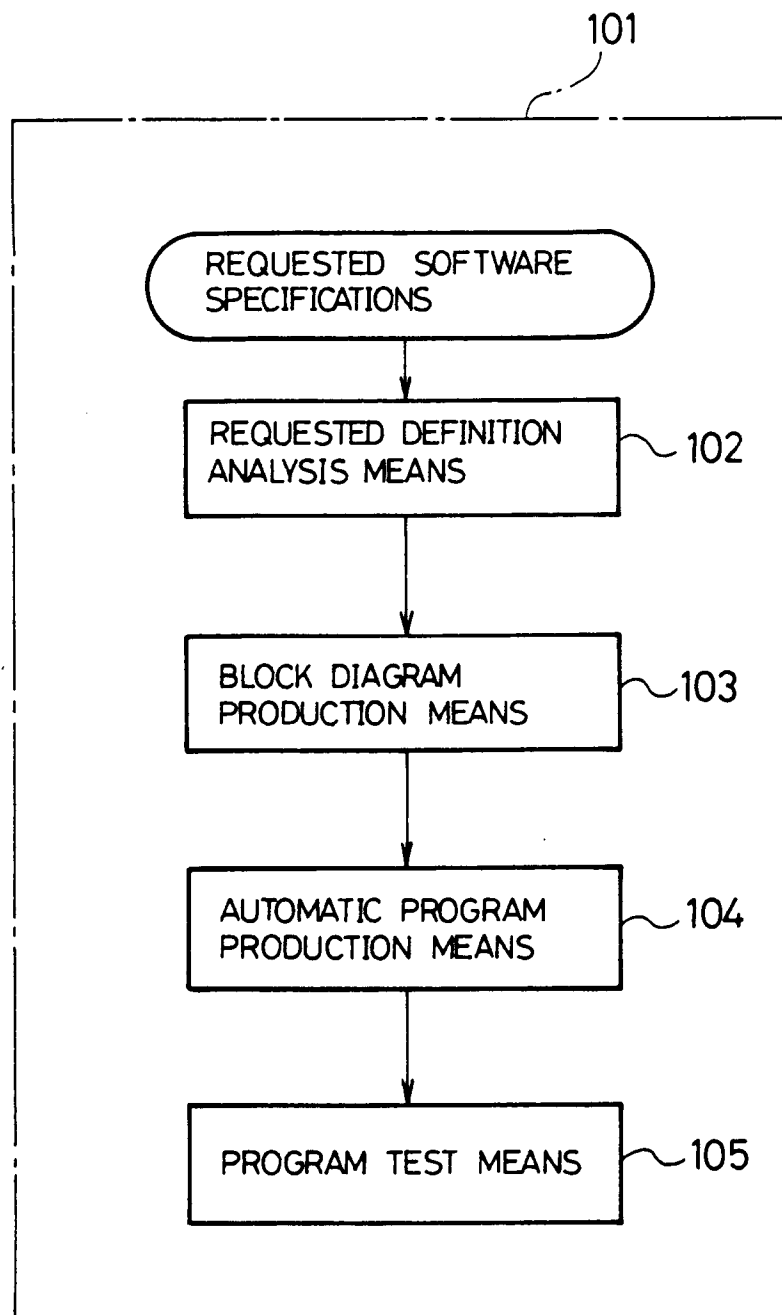 101
REQUESTED SOFTWARE
SPECIFICATIONS
REQUESTED DEFINITION
ANALYSIS MEANS
102
BLOCK DIAGRAM
PRODUCTION MEANS
103
AUTOMATIC PROGRAM
PRODUCTION MEANS
104
PROGRAM TEST MEANS
105